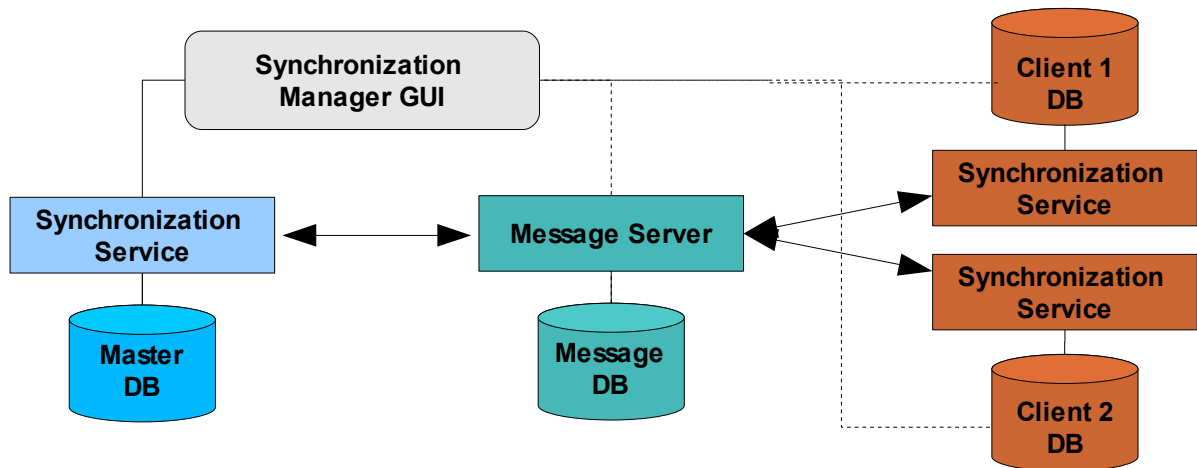 Synchronization
Manager GUI
Client 1
DB
Synchronization
Service
Synchronization
Service
Message Server
Synchronization
Service
Master
DB
Message
DB
Client 2
DB